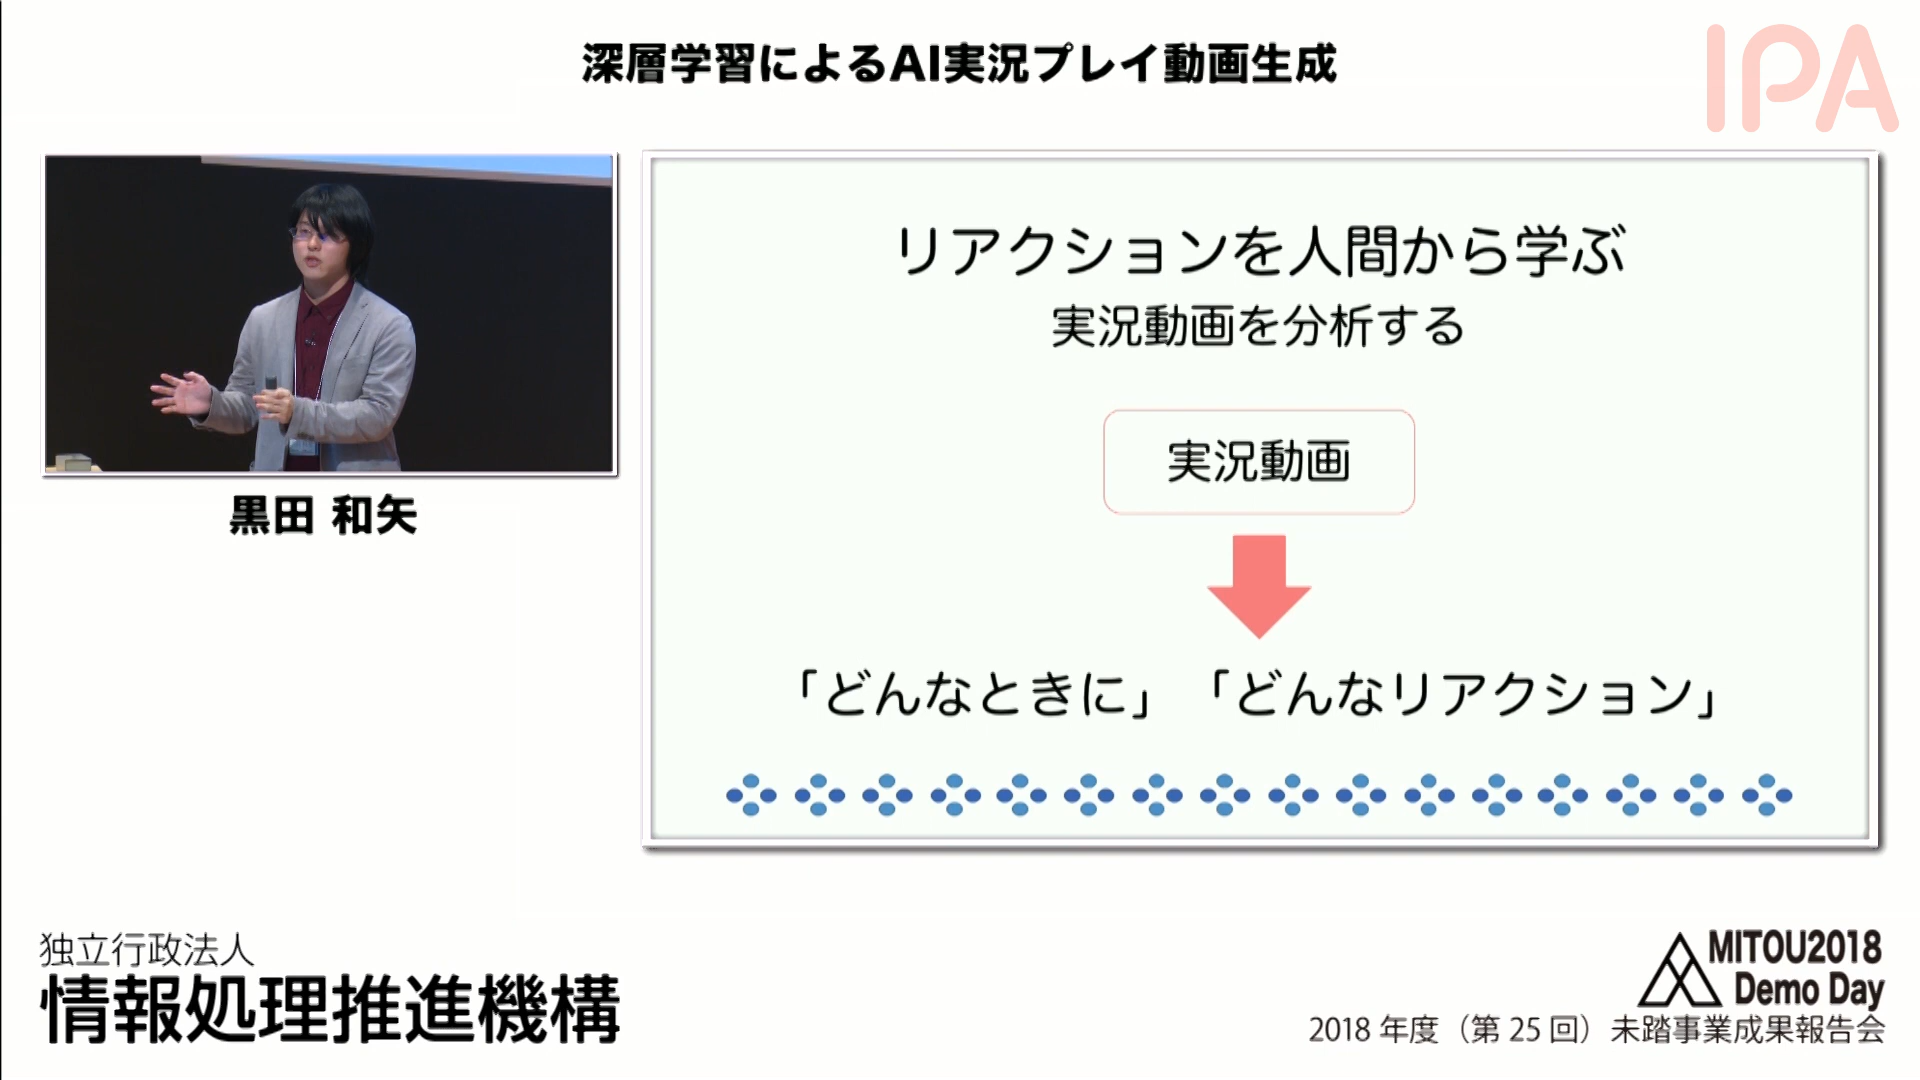 深層学習によるAI実況プレイ動画生成
IPA
黒田 和矢
リアクションを人間から学ぶ
実況動画を分析する
実況動画
「どんなときに」「どんなリアクション」
独立行政法人
情報処理推進機構
MITOU2018
Demo Day
2018 年度（第 25 回）未踏事業成果報告会